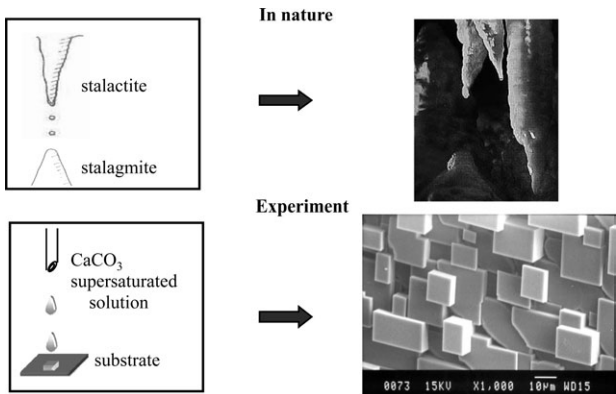 In nature
stalactite
stalagmite
Experiment
CaCO₃
supersaturated
solution
substrate
0073 15KV X1,000 10μm WD15